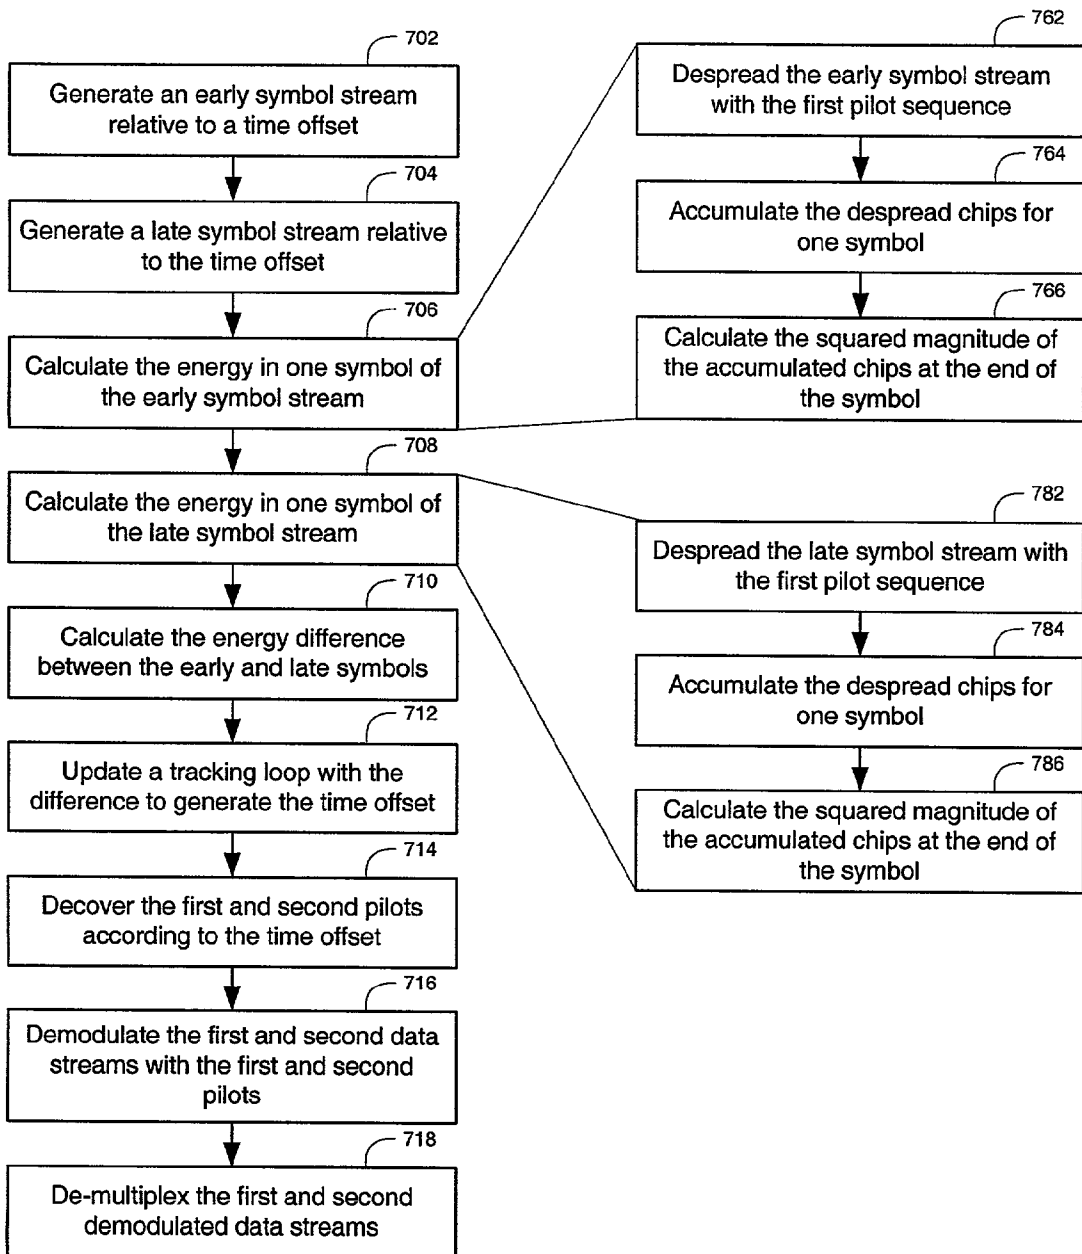 702
Generate an early symbol stream
relative to a time offset
704
Generate a late symbol stream relative
to the time offset
706
Calculate the energy in one symbol of
the early symbol stream
708
Calculate the energy in one symbol of
the late symbol stream
710
Calculate the energy difference
between the early and late symbols
712
Update a tracking loop with the
difference to generate the time offset
714
Decover the first and second pilots
according to the time offset
716
Demodulate the first and second data
streams with the first and second
pilots
718
De-multiplex the first and second
demodulated data streams
762
Despread the early symbol stream
with the first pilot sequence
764
Accumulate the despread chips for
one symbol
766
Calculate the squared magnitude of
the accumulated chips at the end of
the symbol
782
Despread the late symbol stream with
the first pilot sequence
784
Accumulate the despread chips for
one symbol
786
Calculate the squared magnitude of
the accumulated chips at the end of
the symbol